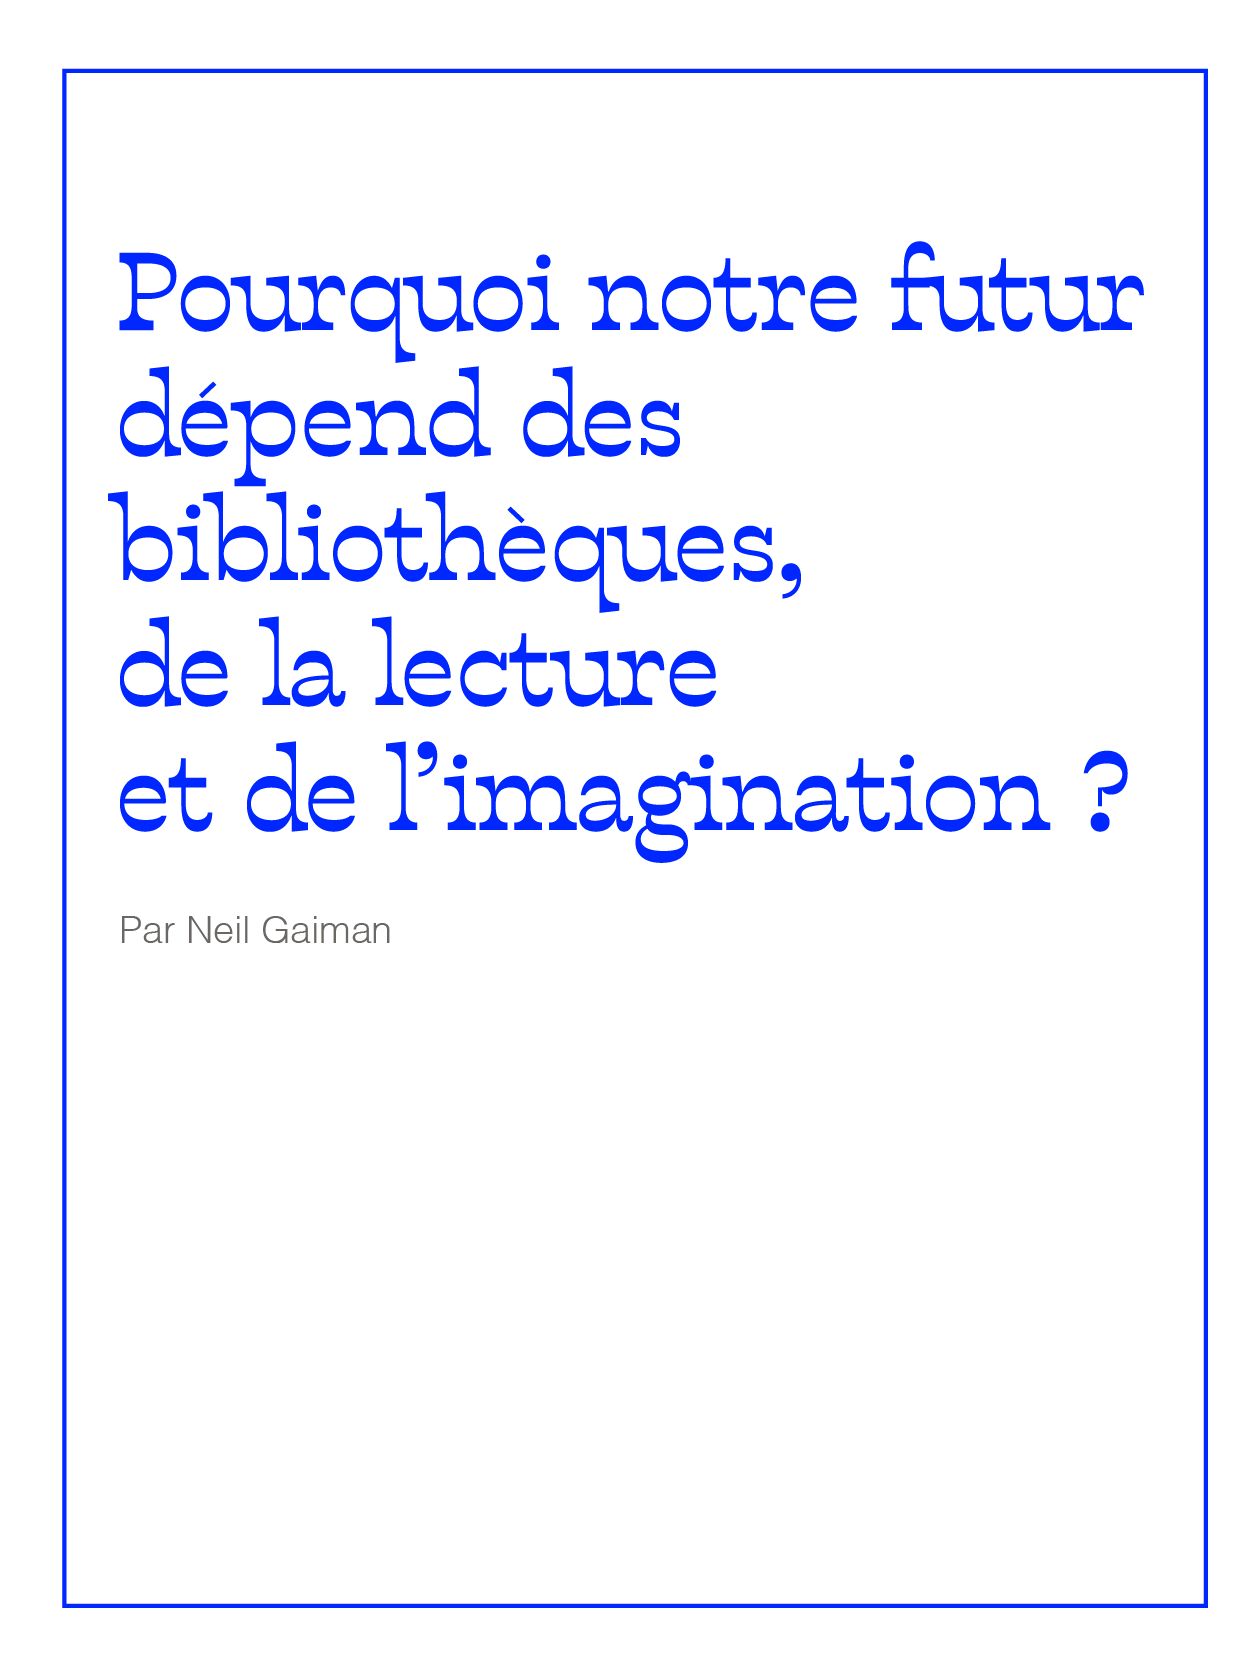 Pourquoi notre futur
dépend des
bibliothèques,
de la lecture
et de l’imagination ?
Par Neil Gaiman